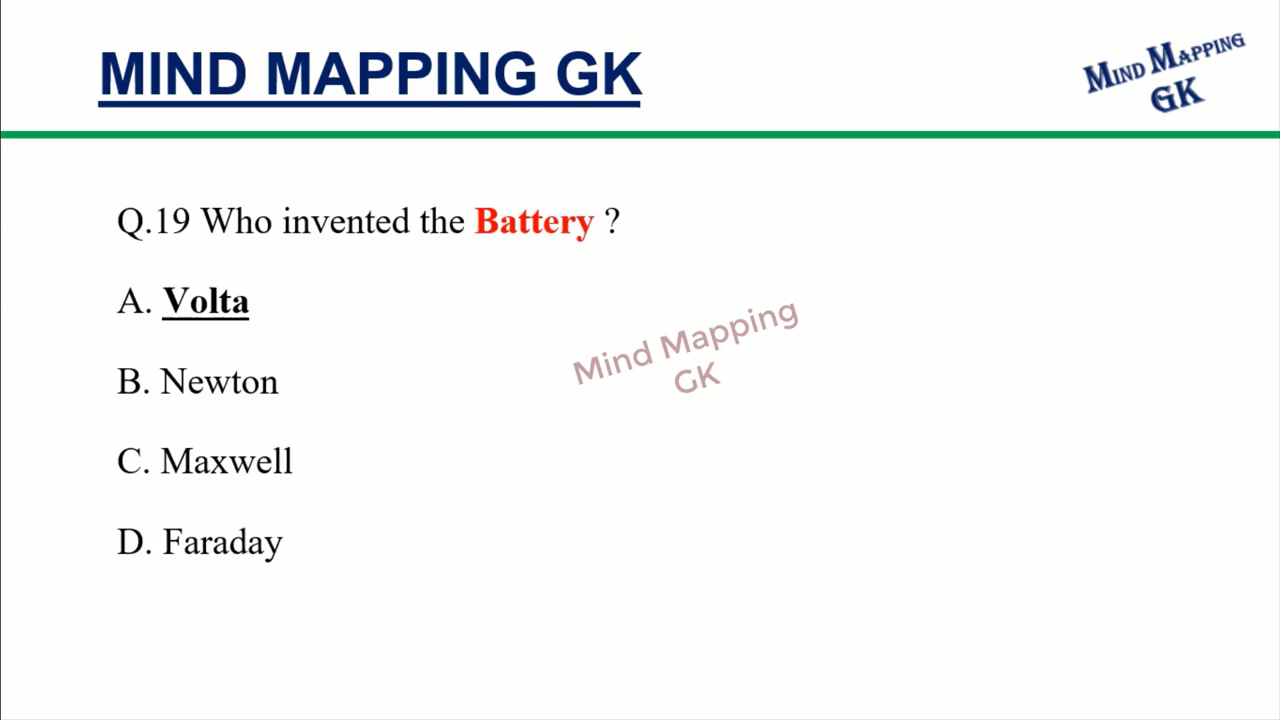 MIND MAPPING GK
MIND MAPPING
GK
Q.19 Who invented the Battery ?
A. Volta
Mind Mapping
GK
B. Newton
C. Maxwell
D. Faraday